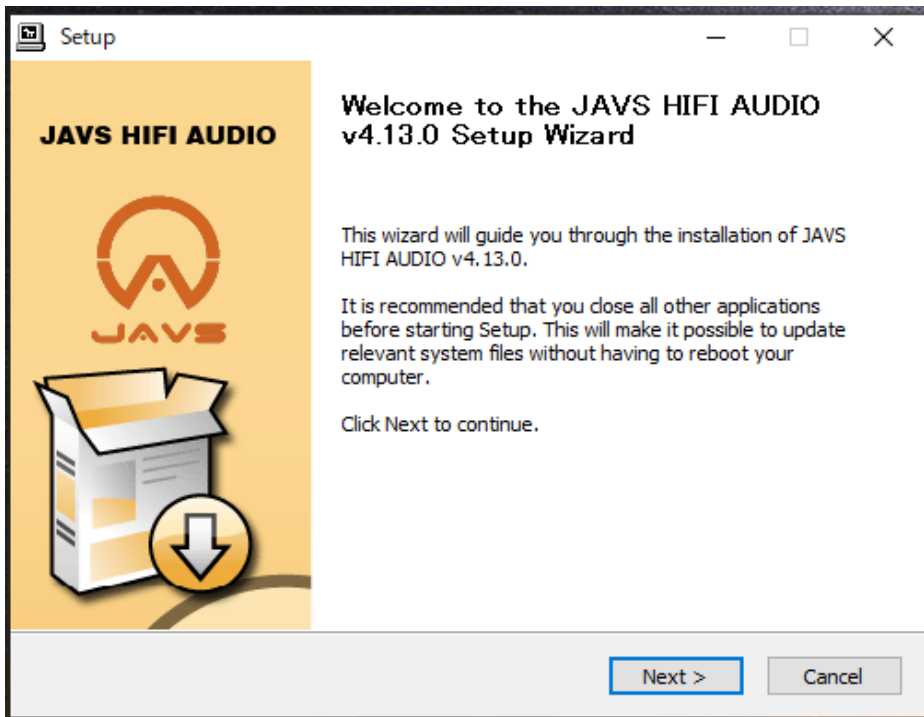 Setup
JAVS HIFI AUDIO
JAVS
Welcome to the JAVS HIFI AUDIO
v4.13.0 Setup Wizard
This wizard will guide you through the installation of JAVS
HIFI AUDIO v4.13.0.
It is recommended that you close all other applications
before starting Setup. This will make it possible to update
relevant system files without having to reboot your
computer.
Click Next to continue.
Next >
Cancel